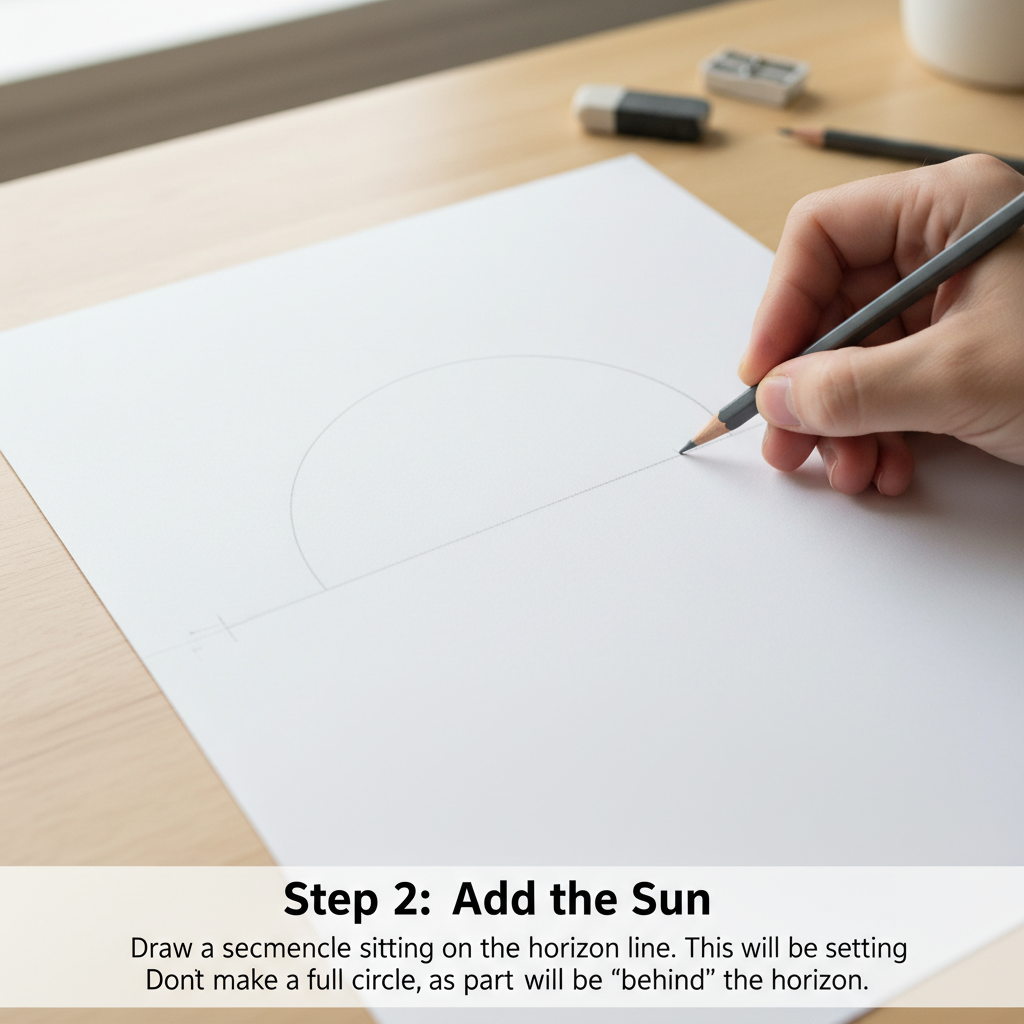 Step 2: Add the Sun
Draw a secmencle sitting on the horizon line. This will be setting
Don't make a full circle, as part will be “behind” the horizon.